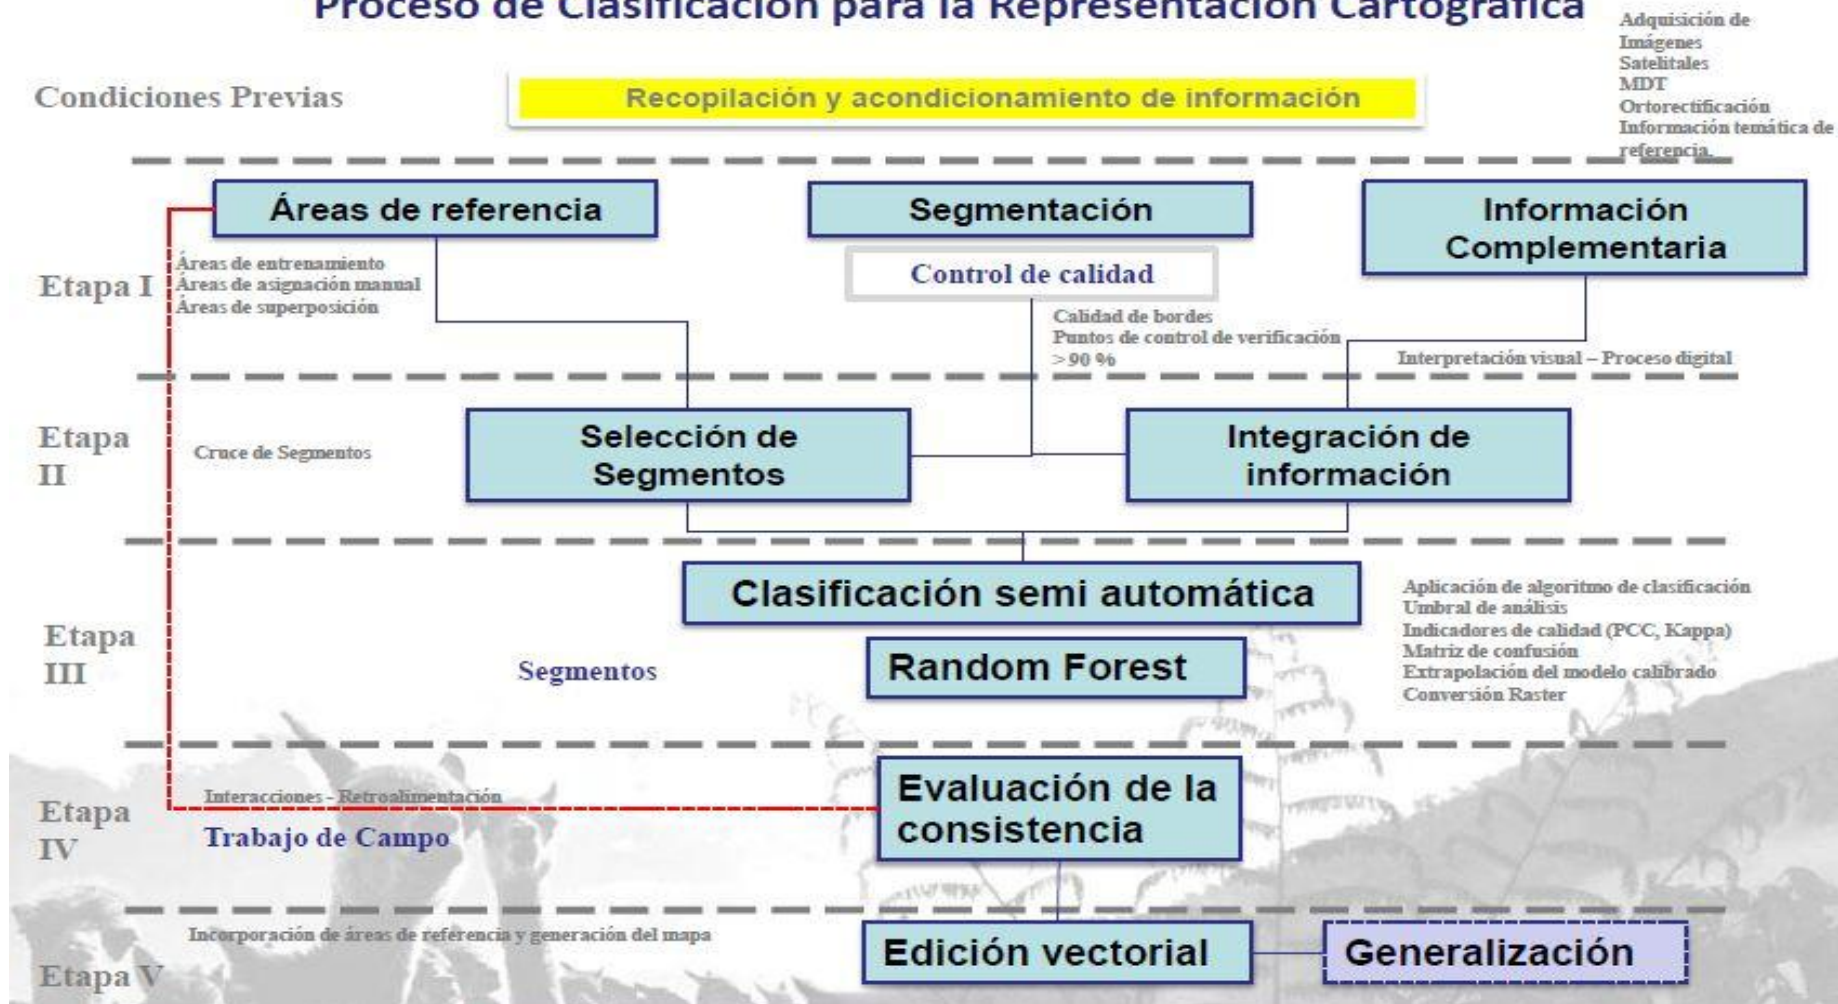 Proceso de Clasificación para la Representación Cartográfica
Adquisición de
Imágenes
Satelitales
MDT
Ortorectificación
Información temática de
referencia.
Condiciones Previas
Recopilación y acondicionamiento de información
Áreas de referencia
Segmentación
Información
Complementaria
Etapa I
Áreas de entrenamiento
Áreas de asignación manual
Áreas de superposición
Control de calidad
Calidad de bordes
Puntos de control de verificación
> 90 %
Interpretación visual – Proceso digital
Etapa
II
Cruce de Segmentos
Selección de
Segmentos
Integración de
información
Etapa
III
Clasificación semi automática
Segmentos
Random Forest
Aplicación de algoritmo de clasificación
Umbral de análisis
Indicadores de calidad (PCC, Kappa)
Matriz de confusión
Extrapolación del modelo calibrado
Conversión Raster
Etapa
IV
Interacciones - Retroalimentación
Trabajo de Campo
Evaluación de la
consistencia
Etapa V
Incorporación de áreas de referencia y generación del mapa
Edición vectorial
Generalización